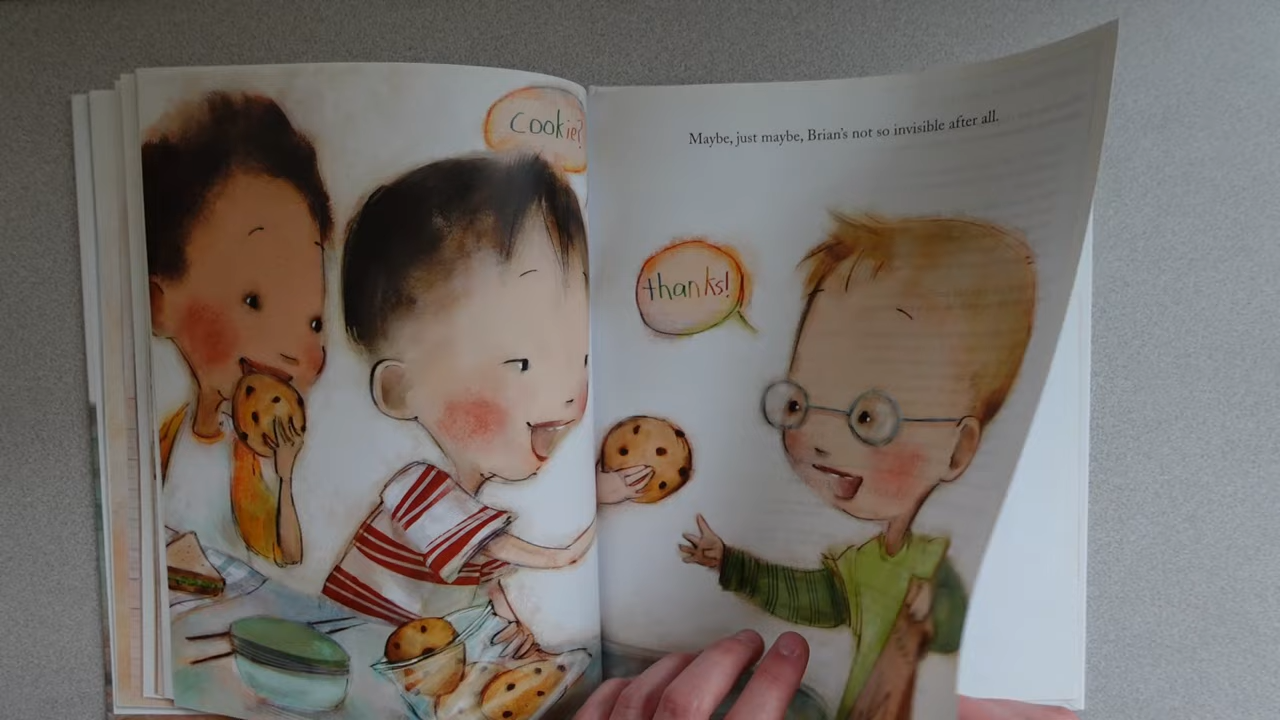 cookie?
Maybe, just maybe, Brian's not so invisible after all.
thanks!